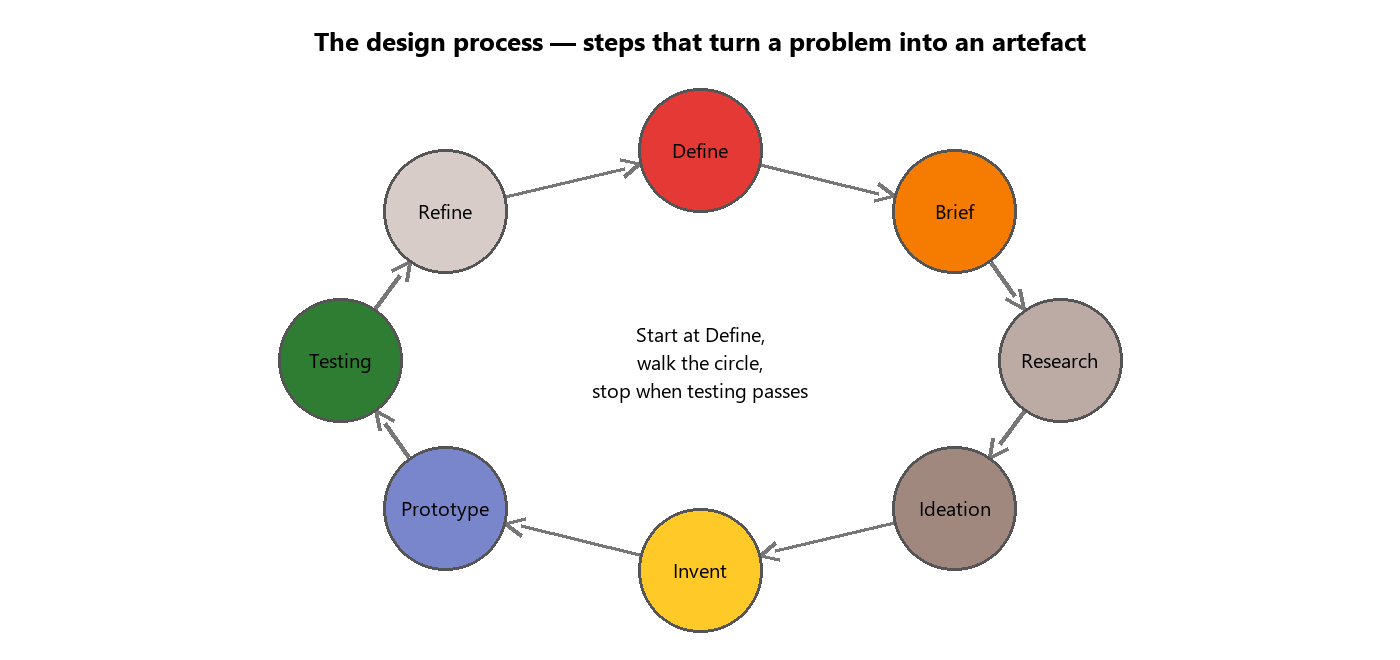 The design process — steps that turn a problem into an artefact
Define
Brief
Research
Ideation
Invent
Prototype
Testing
Refine
Start at Define,
walk the circle,
stop when testing passes